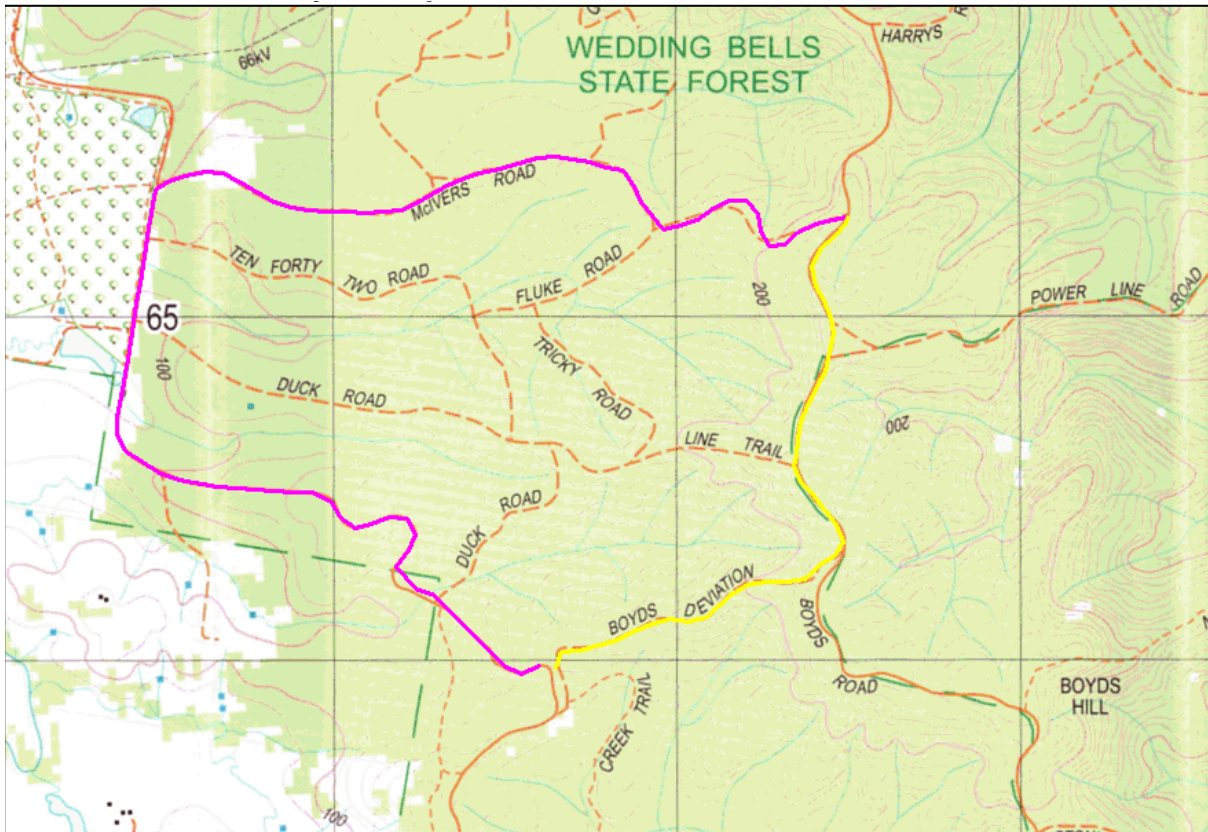 HARRYS
WEDDING BELLS
STATE FOREST
66kV
McIVERS ROAD
TEN FORTY TWO ROAD
FLUKE ROAD
200
POWER LINE ROAD
65
TRICKY ROAD
100
DUCK ROAD
200
LINE TRAIL
DUCK ROAD
BOYDS DEVIATION
BOYDS ROAD
CREEK TRAIL
BOYDS
HILL
100